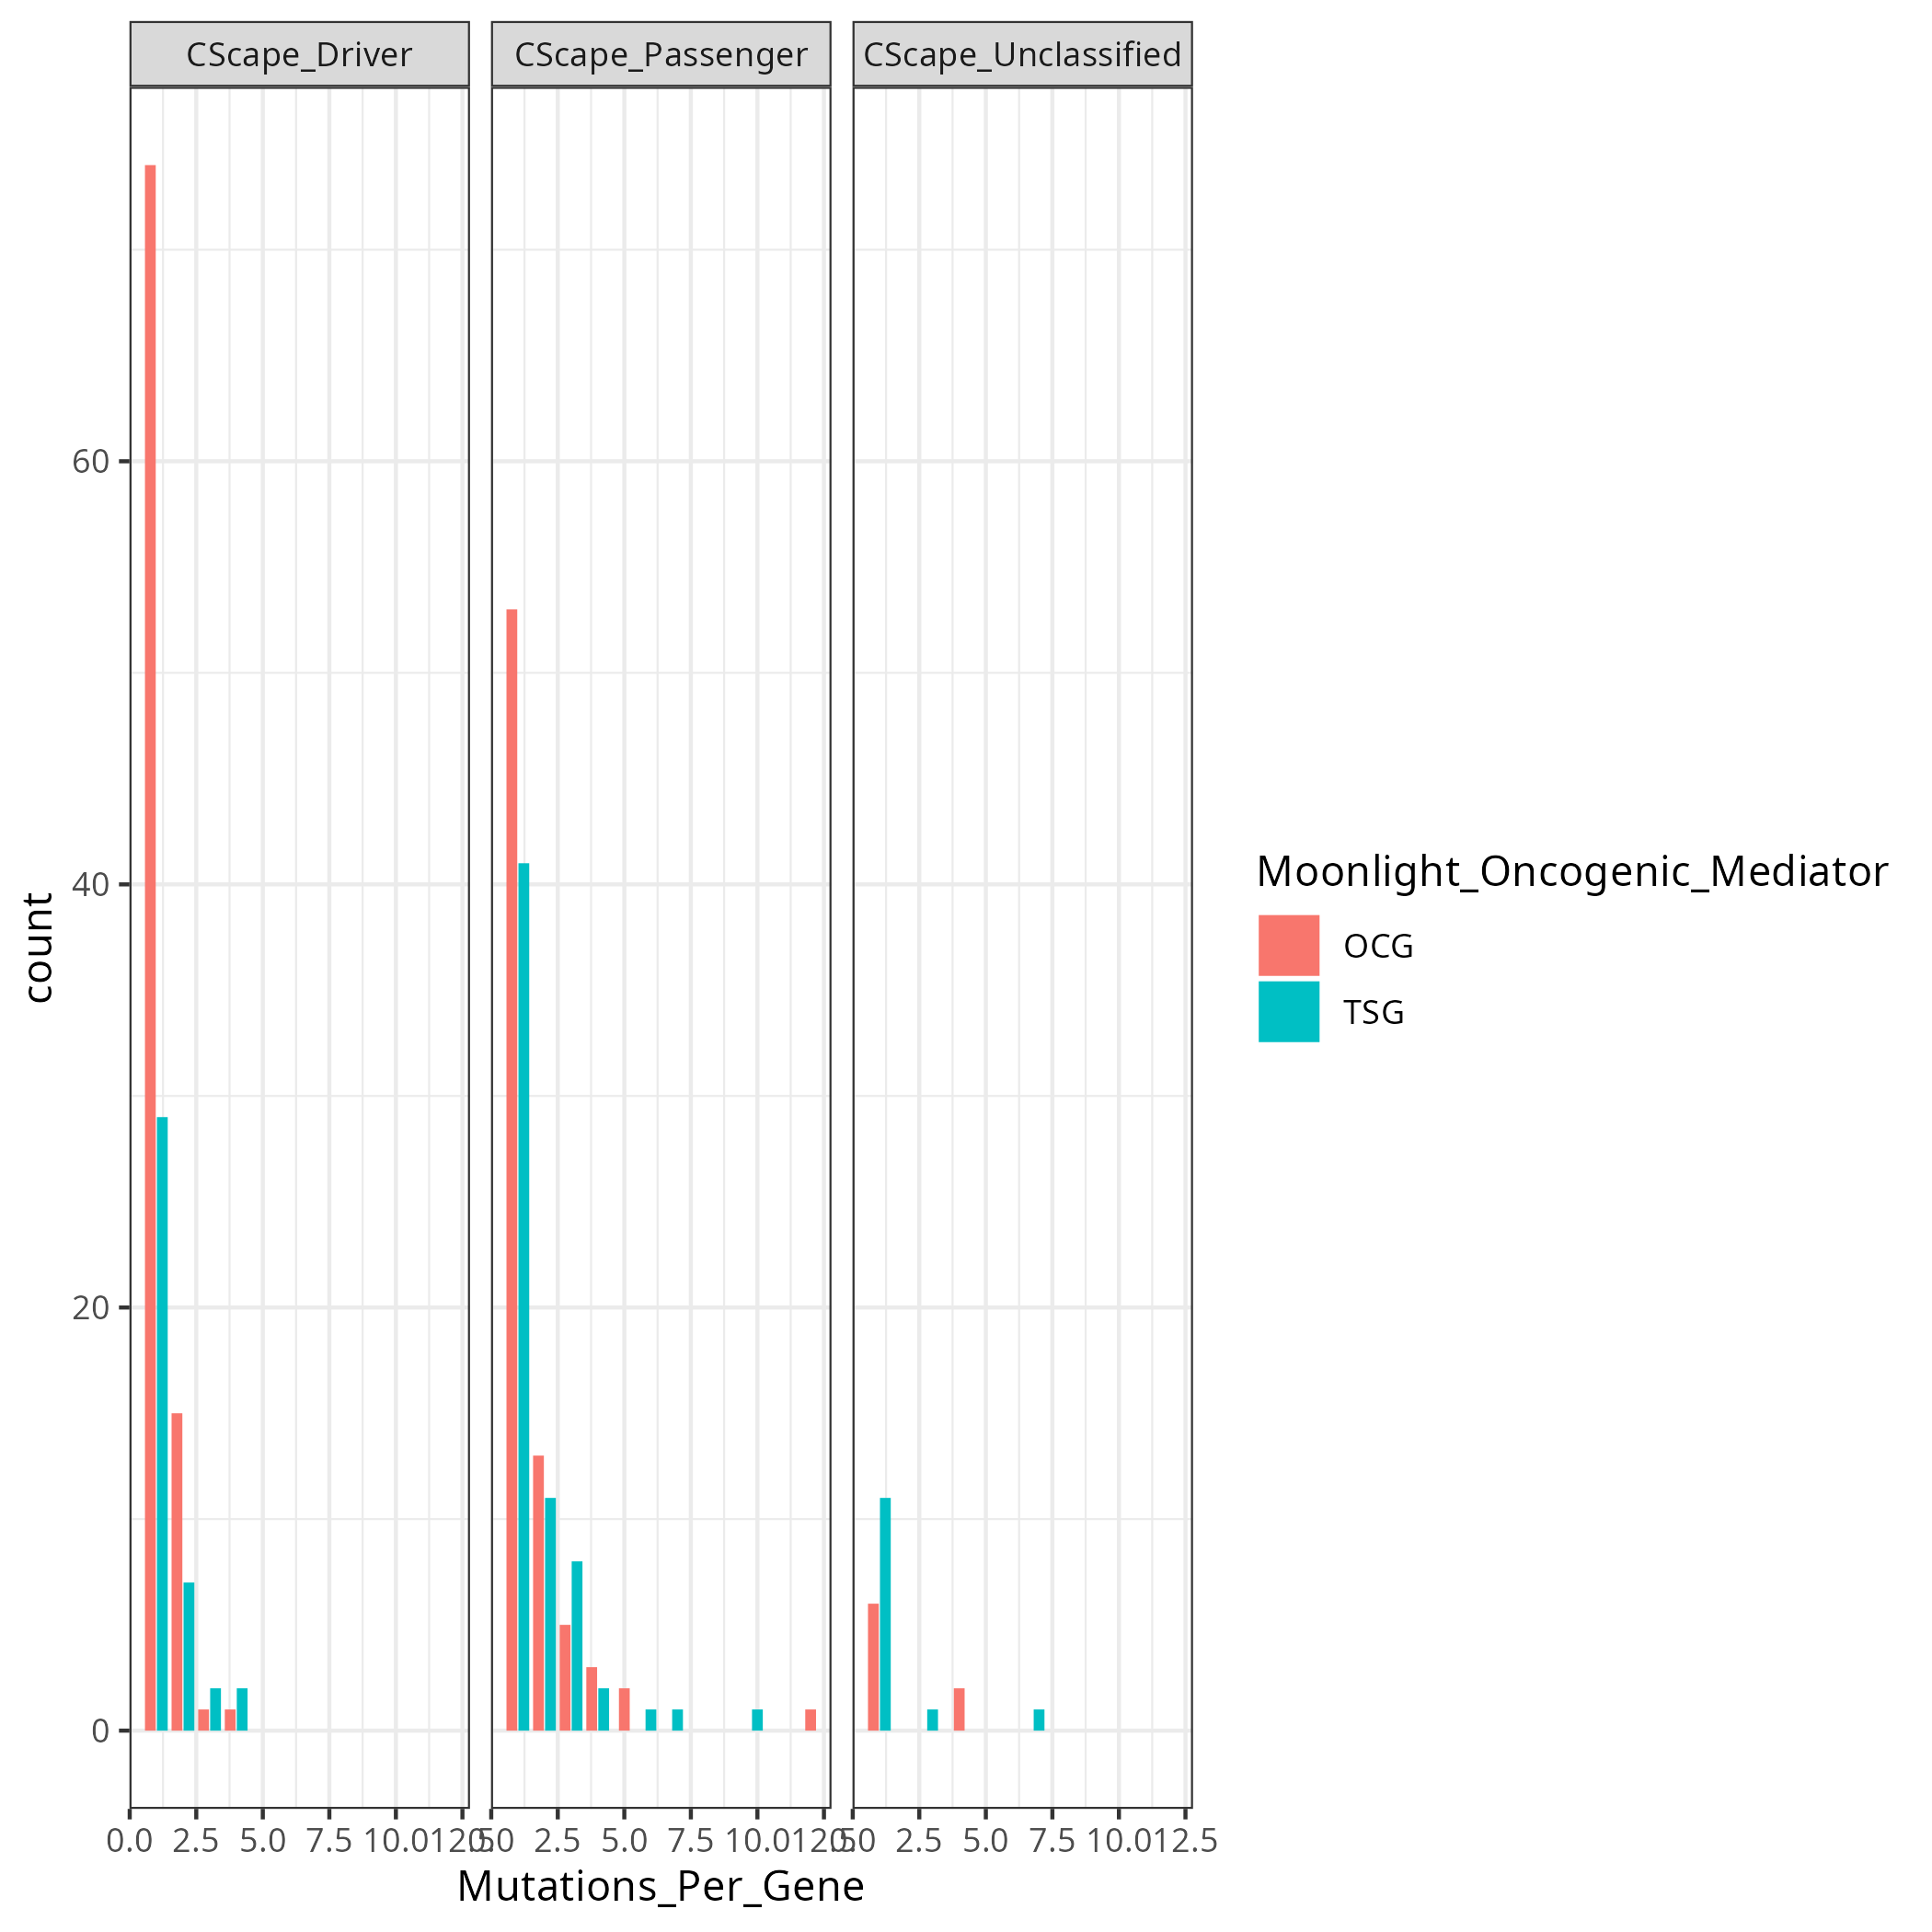 CScape_Driver CScape_Passenger CScape_Unclassified
60
40
20
0
count
0.0 2.5 5.0 7.5 10.0 12.5 0.0 2.5 5.0 7.5 10.0 12.5 0.0 2.5 5.0 7.5 10.0 12.5
Mutations_Per_Gene
Moonlight_Oncogenic_Mediator
OCG
TSG